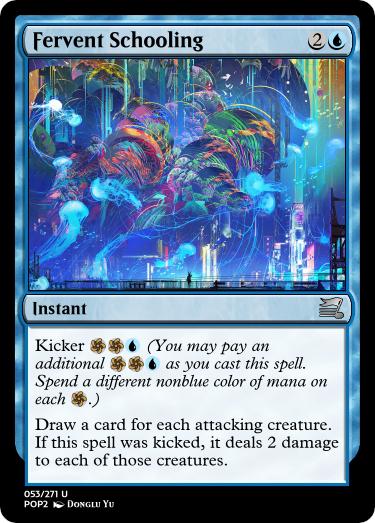 Fervent Schooling 2
Instant
Kicker (You may pay an
additional as you cast this spell.
Spend a different nonblue color of mana on
each .)
Draw a card for each attacking creature.
If this spell was kicked, it deals 2 damage
to each of those creatures.
053/271 U
POP2 Donglu Yu